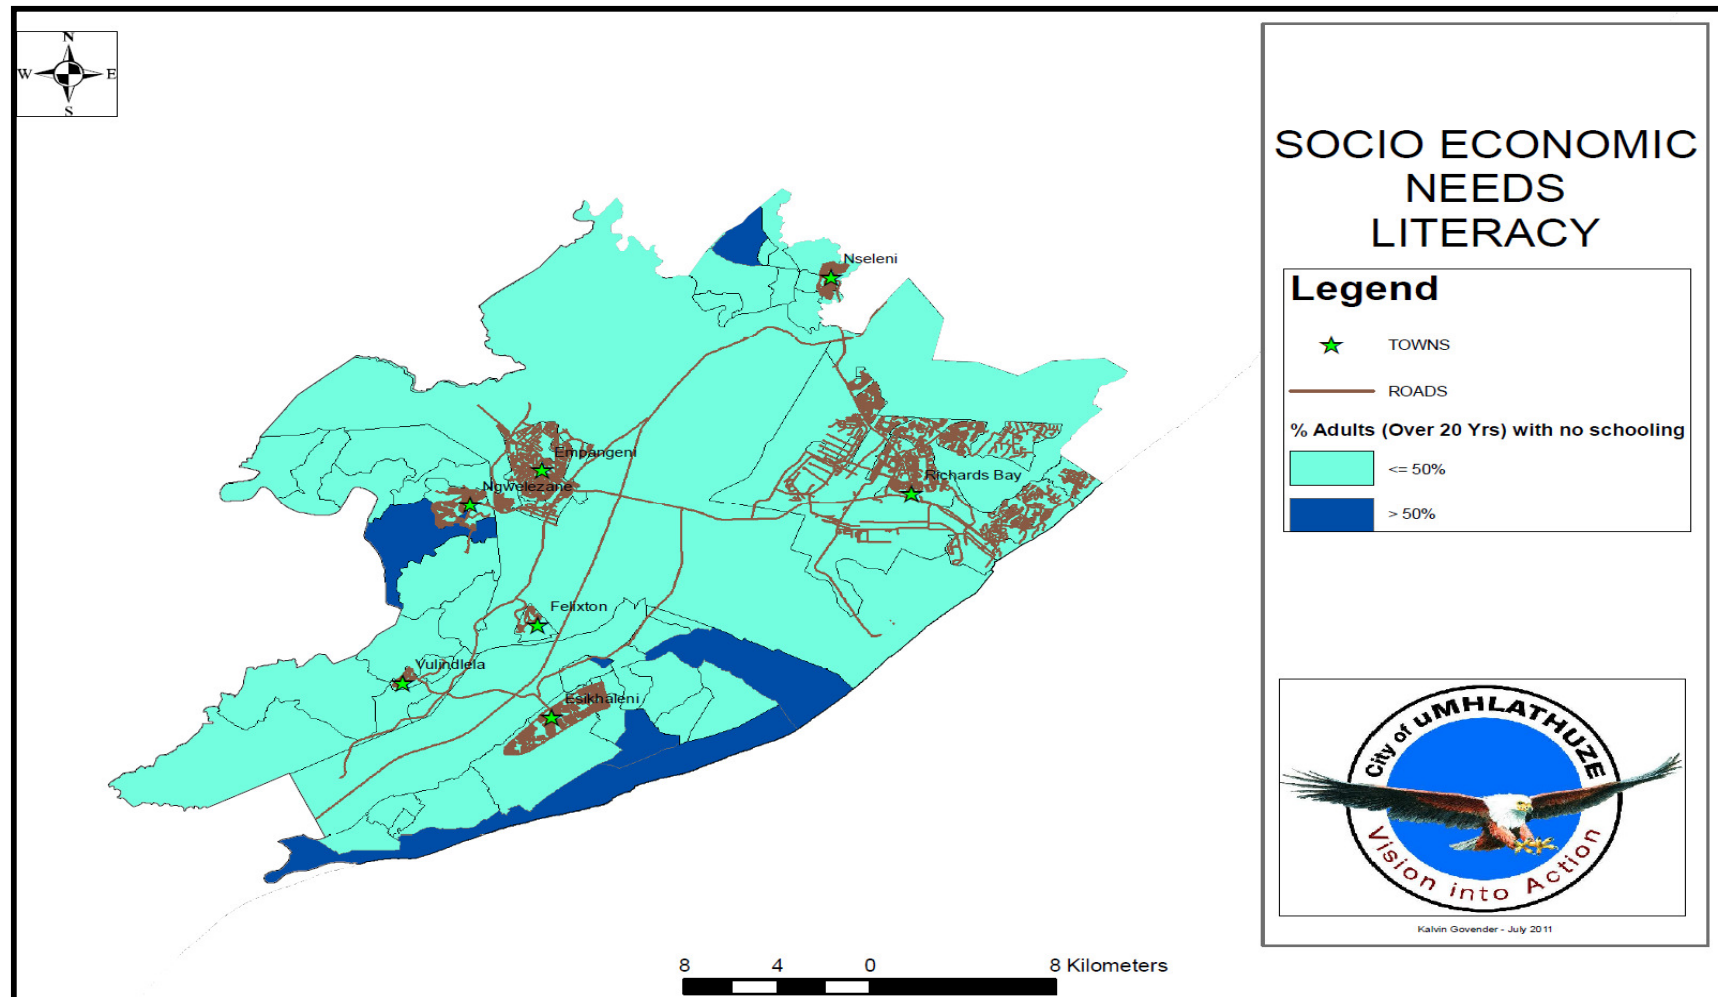 N
W
E
S
SOCIO ECONOMIC
NEEDS
LITERACY
Legend
TOWNS
ROADS
% Adults (Over 20 Yrs) with no schooling
<= 50%
> 50%
Nseleni
Empangeni
Ngwelezane
Richards Bay
Felixton
Vulindlela
Esikhaleni
City of uMHLATHUZE
Vision into Action
Kalvin Govender - July 2011
8 4 0 8 Kilometers